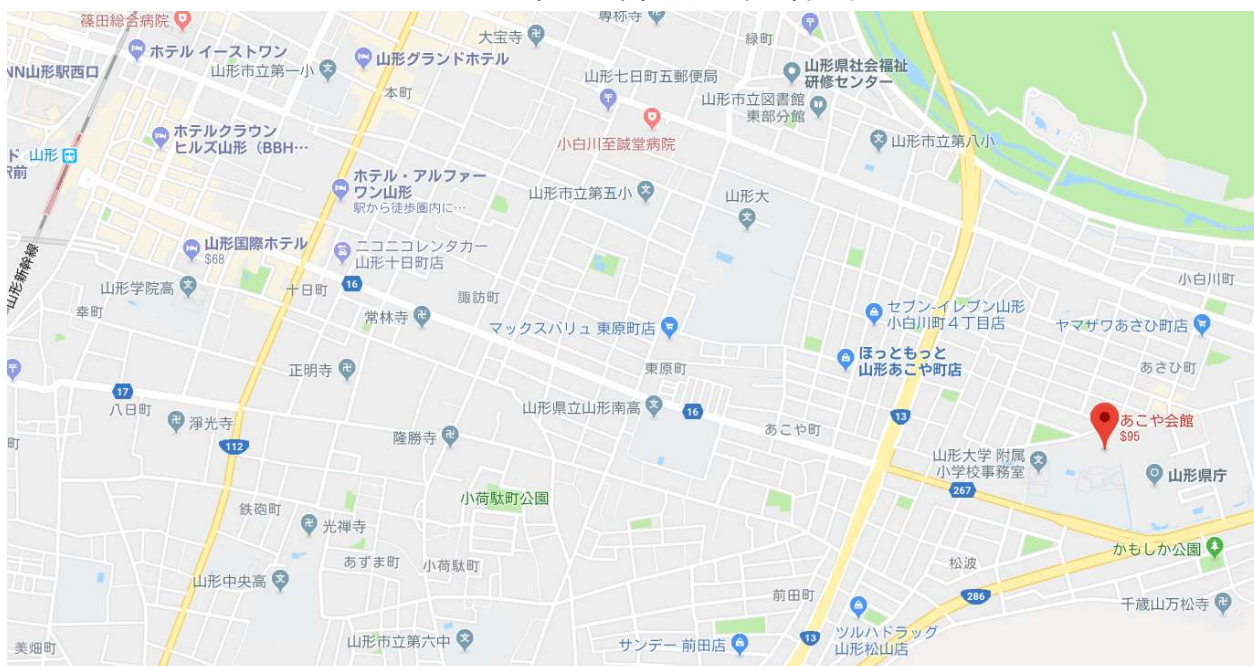 専称寺
篠田総合病院
大宝寺
緑町
ホテル イーストワン
山形グランドホテル
NN山形駅西口
山形市立第一小
山形七日町五郵便局
山形県社会福祉
研修センター
本町
山形市立図書館
東部分館
ホテルクラウン
ヒルズ山形（BBH…
小白川至誠堂病院
山形市立第八小
ド
駅前
山形
ホテル・アルファー
ワン山形
駅から徒歩圏内に…
山形市立第五小
山形大
山形国際ホテル
$68
ニコニコレンタカー
山形十日町店
山形新幹線
小白川町
山形学院高
十日町
16
諏訪町
幸町
常林寺
マックスバリュ 東原町店
セブン-イレブン山形
小白川町４丁目店
ヤマザワあさひ町店
ほっともっと
山形あこや町店
正明寺
東原町
あさひ町
17
八日町
淨光寺
山形県立山形南高
16
13
あこや町
あこや会館
$95
町
112
隆勝寺
山形大学 附属
小学校事務室
山形県庁
267
小荷駄町公園
鉄砲町
光禅寺
かもしか公園
あずま町
小荷駄町
松波
山形中央高
前田町
286
千歳山万松寺
美畑町
山形市立第六中
サンデー 前田店
13
ツルハドラッグ
山形松山店